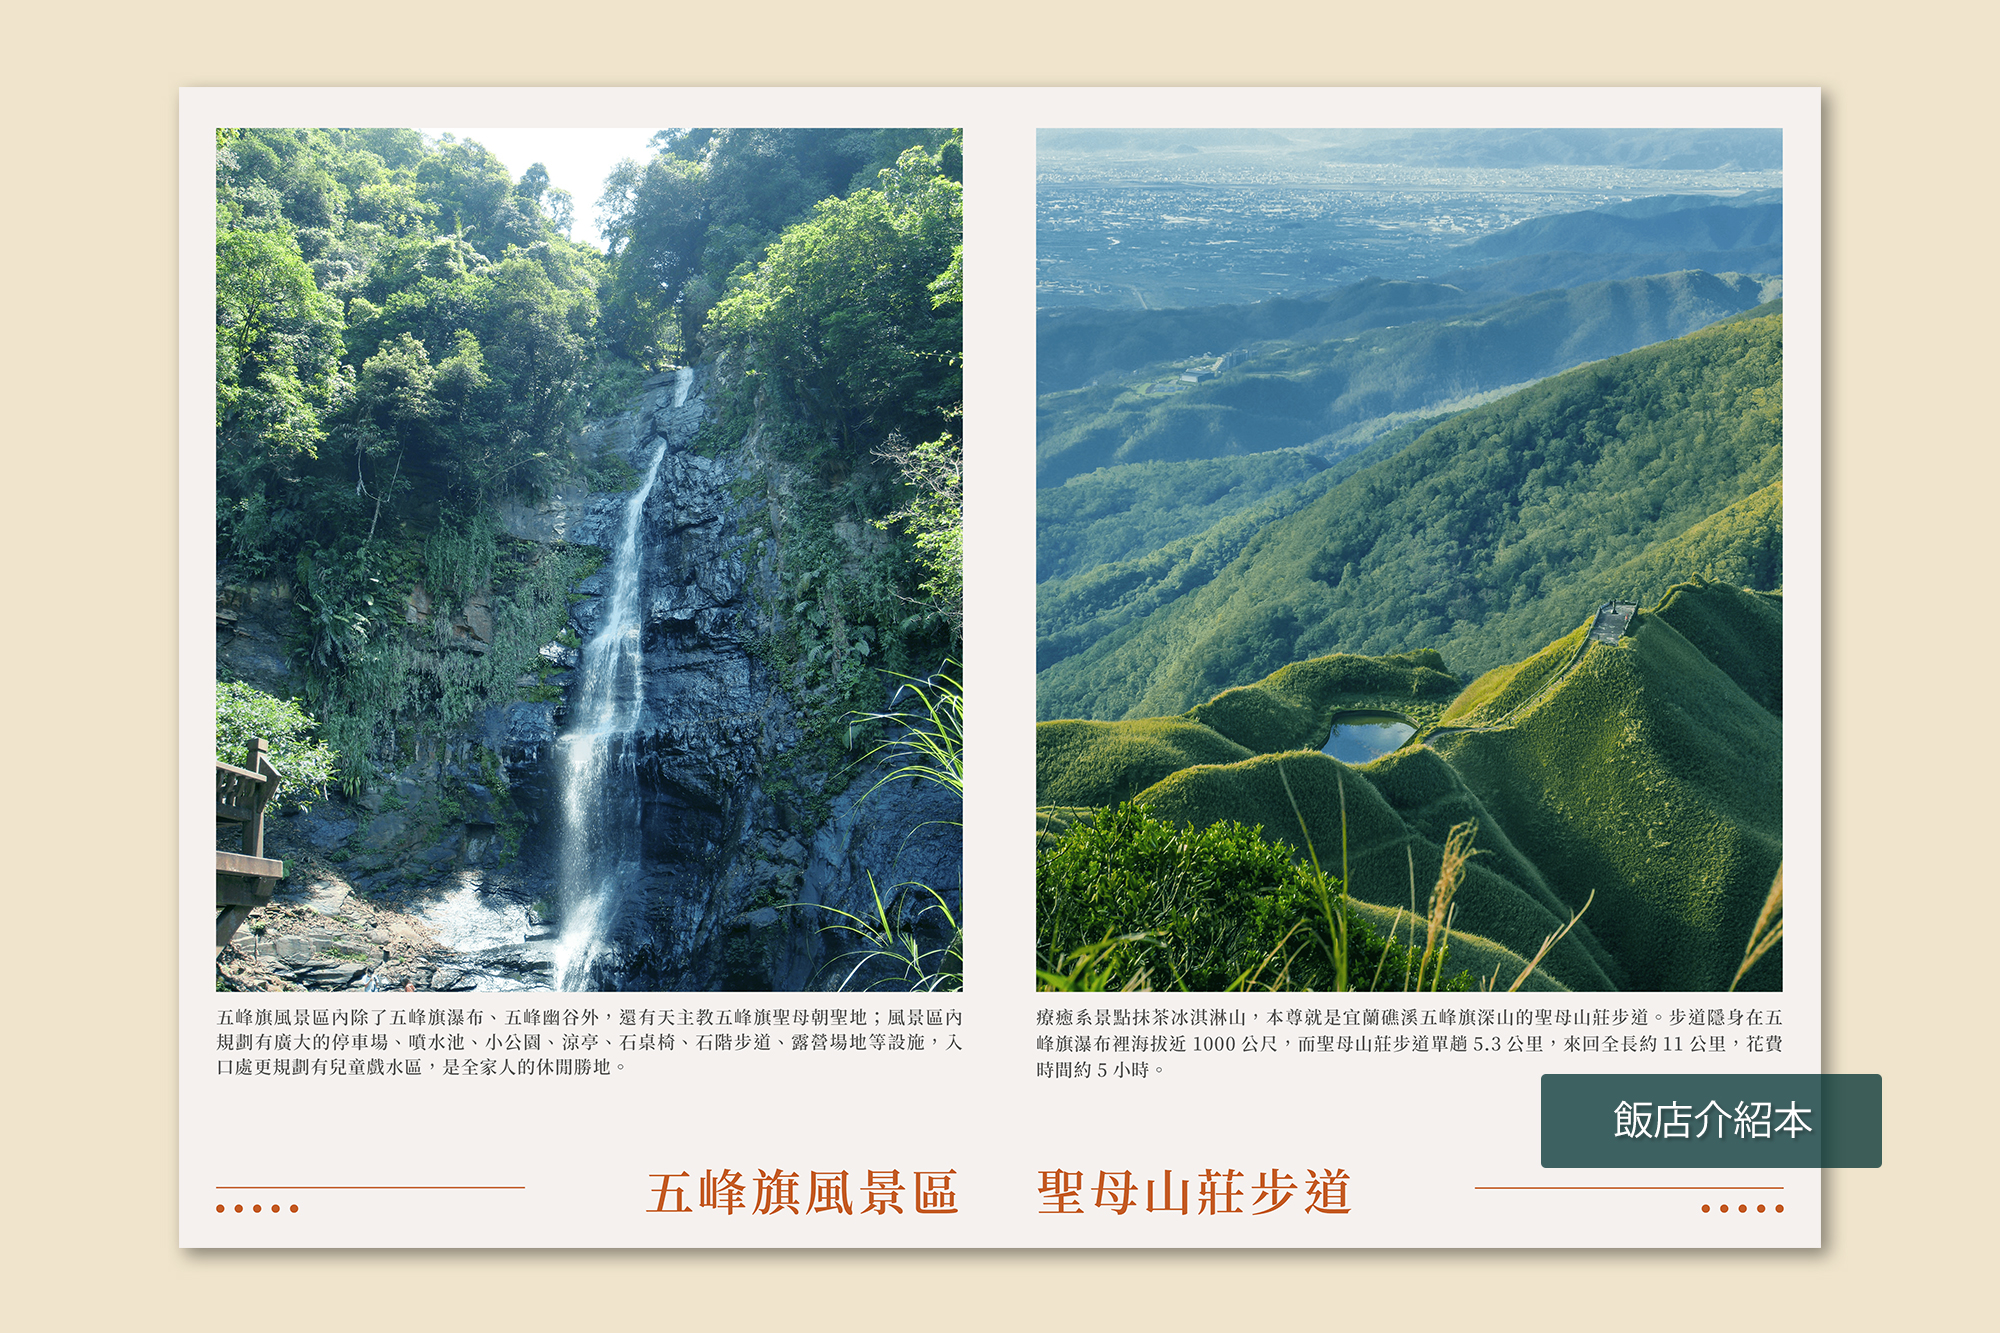 五峰旗風景區內除了五峰旗瀑布、五峰幽谷外，還有天主教五峰旗聖母朝聖地；風景區內
規劃有廣大的停車場、噴水池、小公園、涼亭、石桌椅、石階步道、露營場地等設施，入
口處更規劃有兒童戲水區，是全家人的休閒勝地。
五峰旗風景區
療癒系景點抹茶冰淇淋山，本尊就是宜蘭礁溪五峰旗深山的聖母山莊步道。步道隱身在五
峰旗瀑布裡海拔近 1000 公尺，而聖母山莊步道單趟 5.3 公里，來回全長約 11 公里，花費
時間約 5 小時。
飯店介紹本
聖母山莊步道